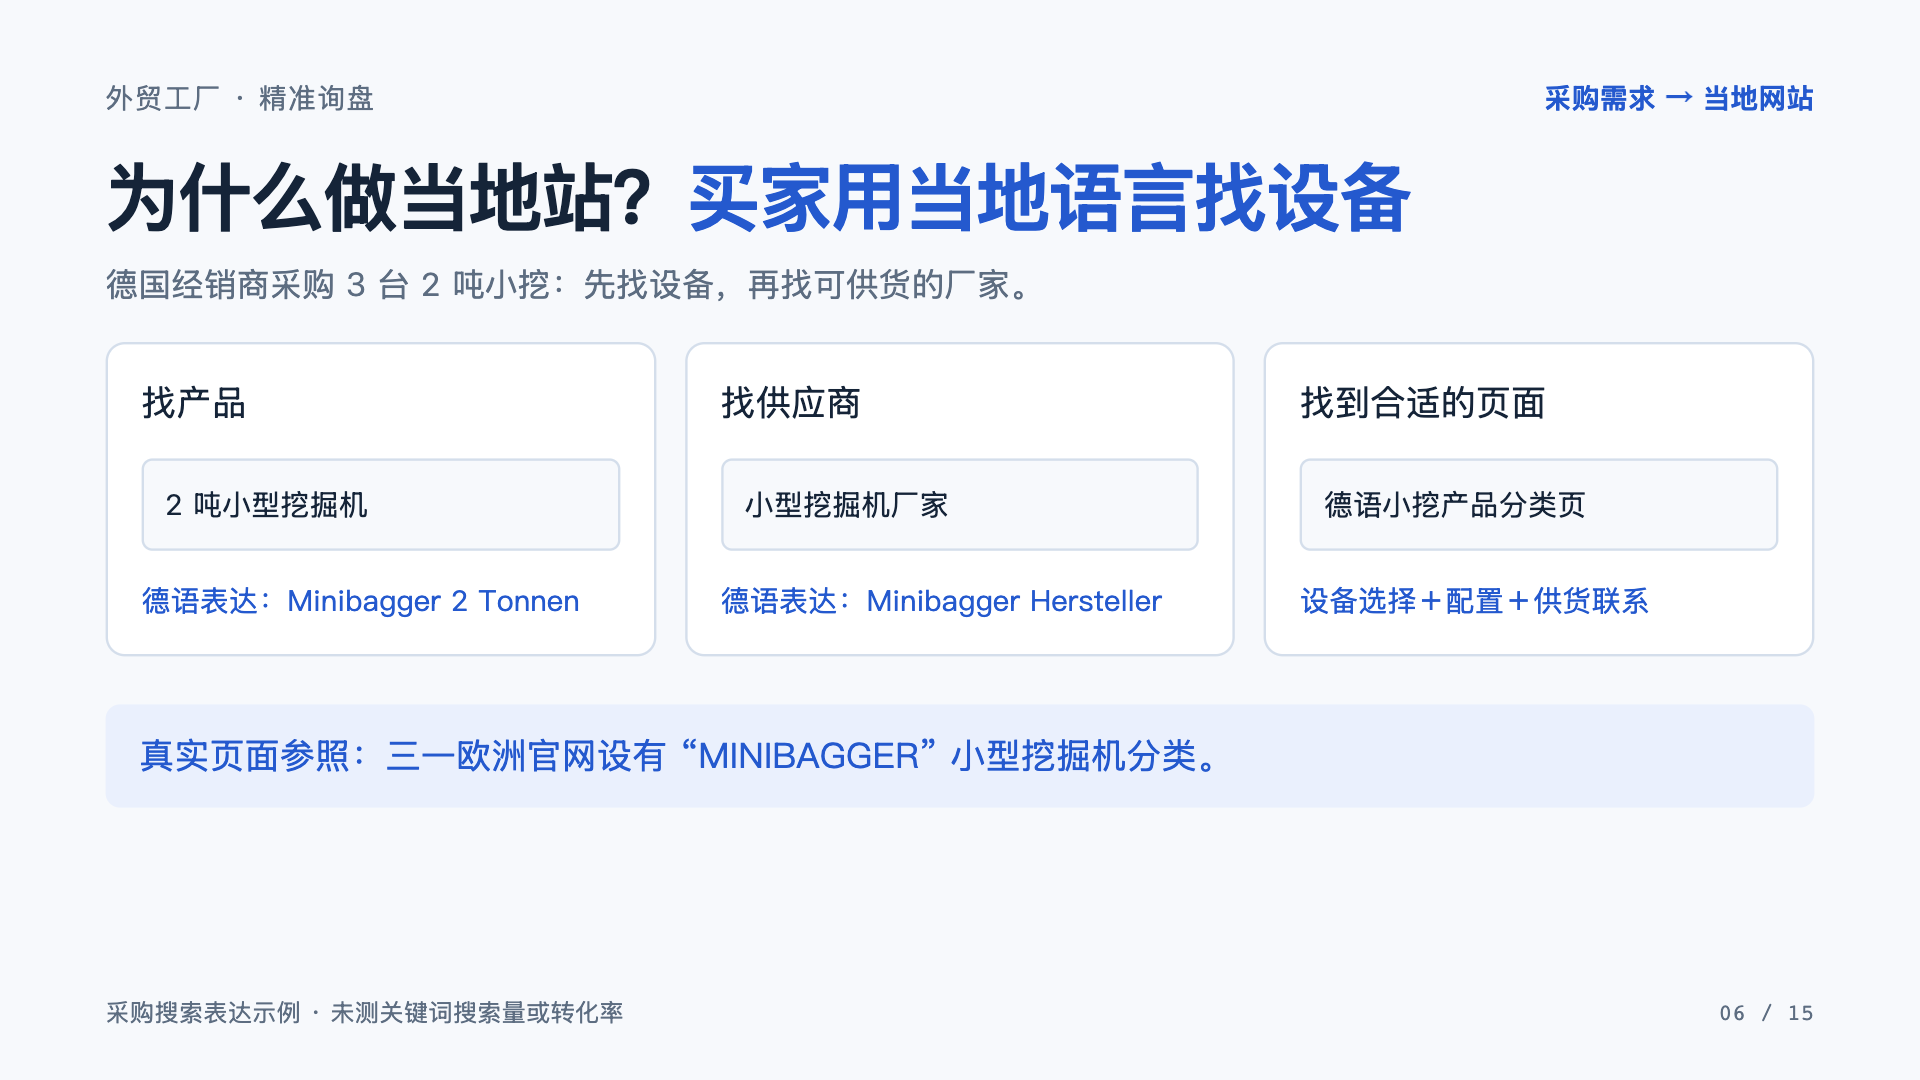 外贸工厂 · 精准询盘
采购需求 → 当地网站
为什么做当地站？买家用当地语言找设备
德国经销商采购 3 台 2 吨小挖：先找设备，再找可供货的厂家。
找产品
2 吨小型挖掘机
德语表达：Minibagger 2 Tonnen
找供应商
小型挖掘机厂家
德语表达：Minibagger Hersteller
找到合适的页面
德语小挖产品分类页
设备选择＋配置＋供货联系
真实页面参照：三一欧洲官网设有 “MINIBAGGER” 小型挖掘机分类。
采购搜索表达示例 · 未测关键词搜索量或转化率
06 / 15